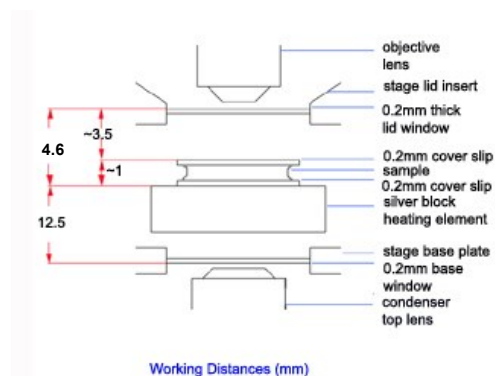 objective
lens
stage lid insert
0.2mm thick
lid window
~3.5
4.6
0.2mm cover slip
sample
~1
0.2mm cover slip
silver block
heating element
12.5
stage base plate
0.2mm base
window
condenser
top lens
Working Distances (mm)